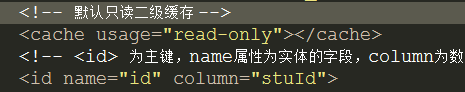 <!-- 默认只读二级缓存 -->
<cache usage="read-only"></cache>
<!-- <id> 为主键，name属性为实体的字段，column为数
<id name="id" column="stuId">